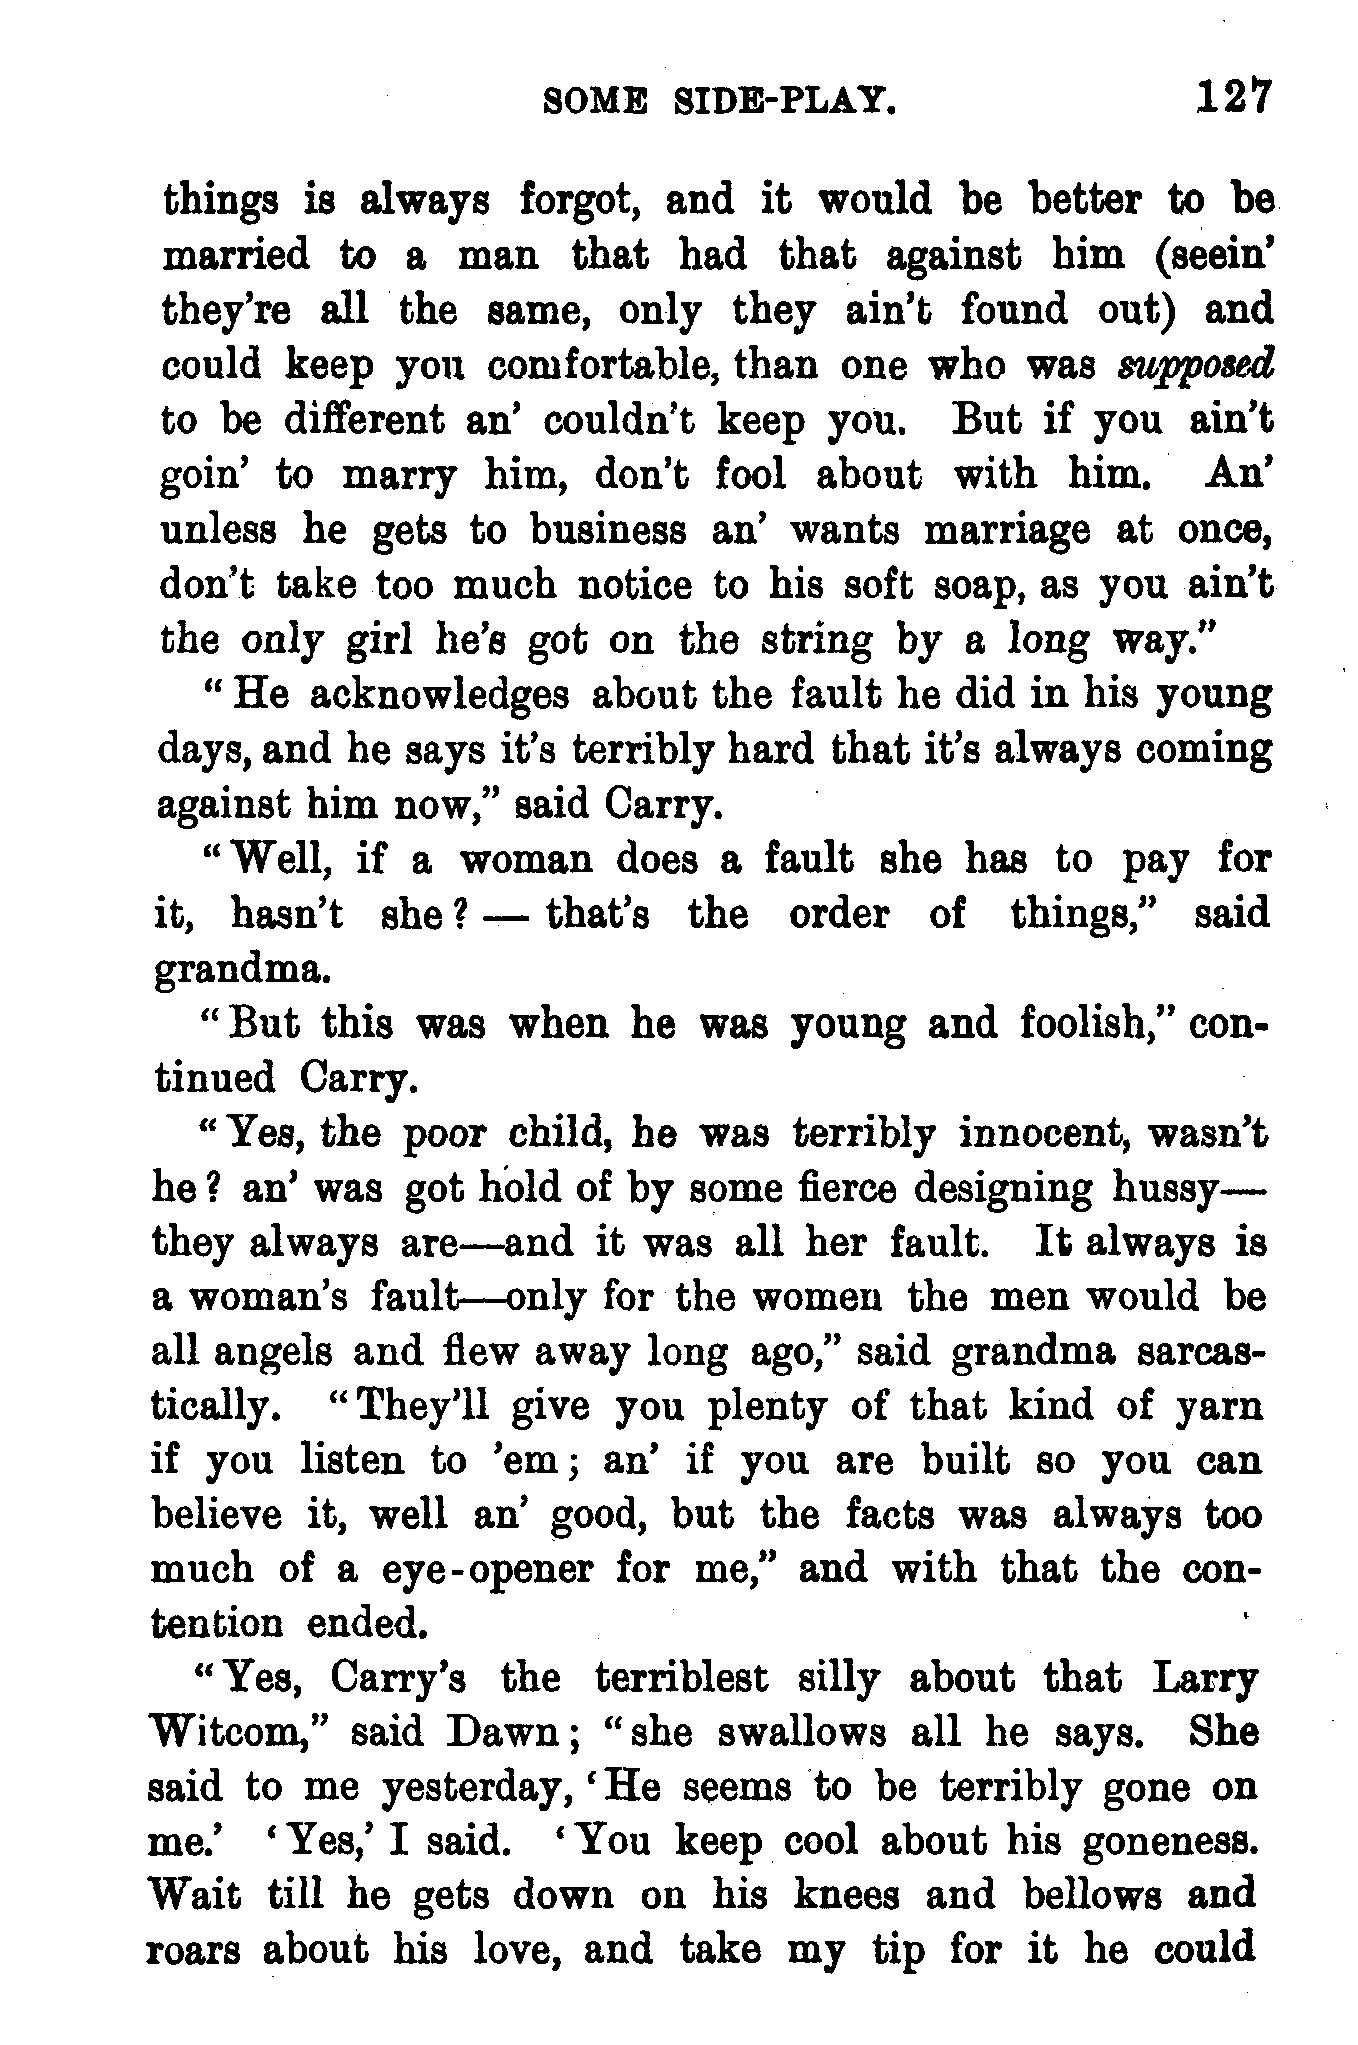 SOME SIDE-PLAY. 127
things is always forgot, and it would be better to be
married to a man that had that against him (seein’
they’re all the same, only they ain’t found out) and
could keep you comfortable, than one who was supposed
to be different an’ couldn’t keep you. But if you ain’t
goin’ to marry him, don’t fool about with him. An’
unless he gets to business an’ wants marriage at once,
don’t take too much notice to his soft soap, as you ain’t
the only girl he’s got on the string by a long way.”
“He acknowledges about the fault he did in his young
days, and he says it’s terribly hard that it’s always coming
against him now,” said Carry.
“Well, if a woman does a fault she has to pay for
it, hasn’t she? — that’s the order of things,” said
grandma.
“But this was when he was young and foolish,” con-
tinued Carry.
“Yes, the poor child, he was terribly innocent, wasn’t
he? an’ was got hold of by some fierce designing hussy—
they always are—and it was all her fault. It always is
a woman’s fault—only for the women the men would be
all angels and flew away long ago,” said grandma sarcas-
tically. “They’ll give you plenty of that kind of yarn
if you listen to ’em; an’ if you are built so you can
believe it, well an’ good, but the facts was always too
much of a eye-opener for me,” and with that the con-
tention ended.
“Yes, Carry’s the terriblest silly about that Larry
Witcom,” said Dawn; “she swallows all he says. She
said to me yesterday, ‘He seems to be terribly gone on
me.’ ‘Yes,’ I said. ‘You keep cool about his goneness.
Wait till he gets down on his knees and bellows and
roars about his love, and take my tip for it he could